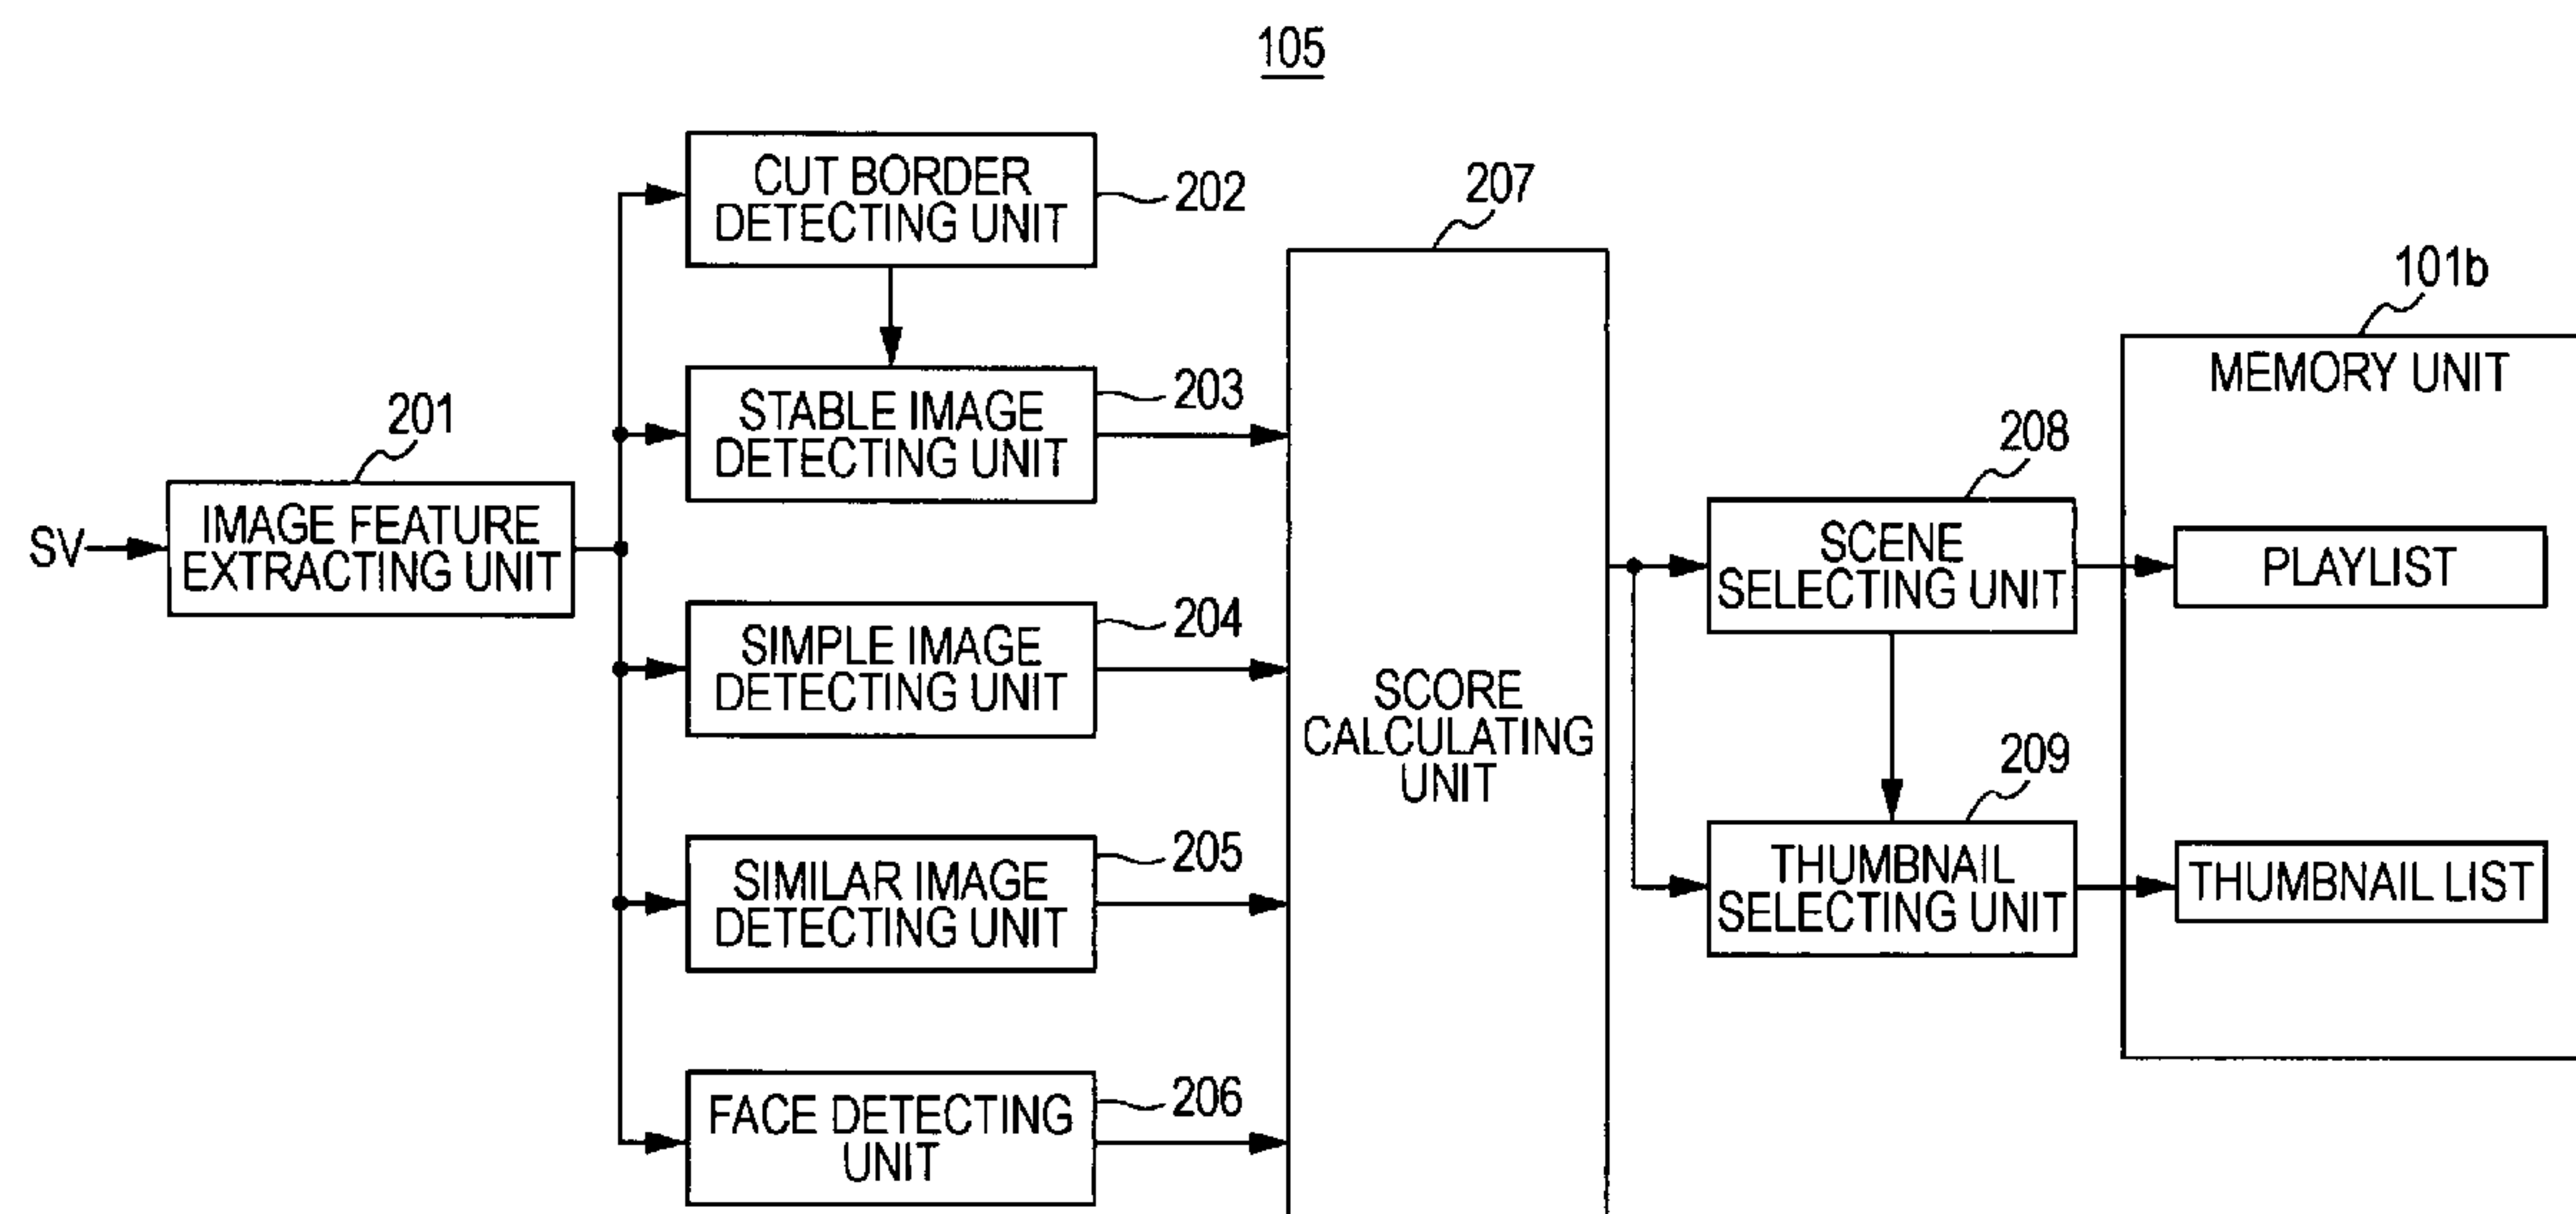 105
CUT BORDER
DETECTING UNIT
202
207
101b
MEMORY UNIT
201
STABLE IMAGE
DETECTING UNIT
203
208
SV
IMAGE FEATURE
EXTRACTING UNIT
SCENE
SELECTING UNIT
PLAYLIST
SIMPLE IMAGE
DETECTING UNIT
204
SCORE
CALCULATING
UNIT
209
SIMILAR IMAGE
DETECTING UNIT
205
THUMBNAIL
SELECTING UNIT
THUMBNAIL LIST
FACE DETECTING
UNIT
206